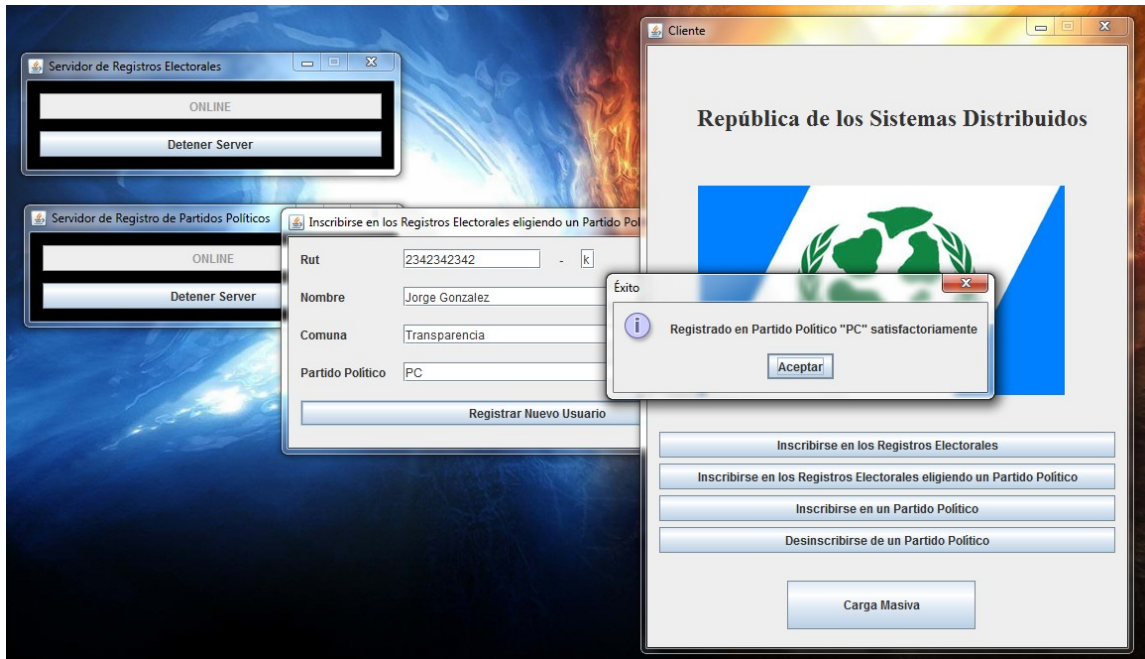 Servidor de Registros Electorales
ONLINE
Detener Server
Servidor de Registro de Partidos Políticos
ONLINE
Detener Server
Inscribirse en los Registros Electorales eligiendo un Partido
Rut
2342342342 - k
Nombre
Jorge Gonzalez
Comuna
Transparencia
Partido Político
PC
Registrar Nuevo Usuario
Cliente
República de los Sistemas Distribuidos
Éxito
Registrado en Partido Político "PC" satisfactoriamente
Aceptar
Inscribirse en los Registros Electorales
Inscribirse en los Registros Electorales eligiendo un Partido Político
Inscribirse en un Partido Político
Desinscribirse de un Partido Político
Carga Masiva